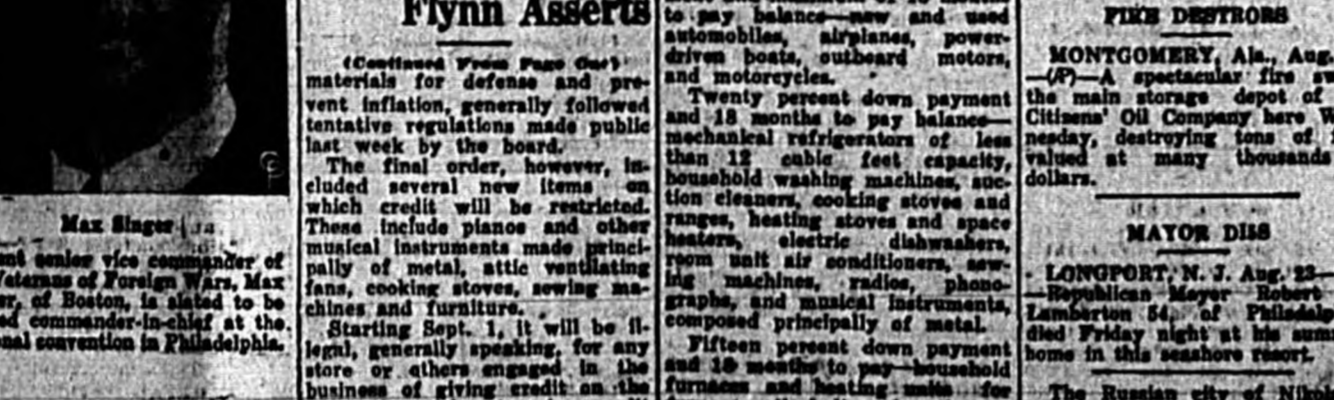 Max Singer
ent senior vice commander of
Veterans of Foreign Wars, Max
er, of Boston, is slated to be
ed commander-in-chief at the
onal convention in Philadelphia.
Flynn Asserts
(Continued From Page One)
materials for defense and pre-
vent inflation, generally followed
tentative regulations made public
last week by the board.
The final order, however, in-
cluded several new items on
which credit will be restricted.
These include pianos and other
musical instruments made princi-
pally of metal, attic ventilating
fans, cooking stoves, sewing ma-
chines and furniture.
Starting Sept. 1, it will be il-
legal, generally speaking, for any
store or others engaged in the
business of giving credit on the
to pay balance—new and used
automobiles, airplanes, power-
driven boats, outboard motors,
and motorcycles.
Twenty percent down payment
and 18 months to pay balance—
mechanical refrigerators of less
than 12 cubic feet capacity,
household washing machines, suc-
tion cleaners, cooking stoves and
ranges, heating stoves and space
heaters, electric dishwashers,
room unit air conditioners, sew-
ing machines, radios, phono-
graphs, and musical instruments,
composed principally of metal.
Fifteen percent down payment
and 18 months to pay—household
furnaces and heating units for
FIRE DESTROYS
MONTGOMERY, Ala., Aug.
—(AP)—A spectacular fire sw
the main storage depot of
Citizens' Oil Company here W
nesday, destroying tons of
valued at many thousands
dollars.
MAYOR DIES
LONGPORT, N. J. Aug. 23—
—Republican Mayor Robert
Lamberton 54, of Philadelp
died Friday night at his sum
home in this seashore resort.
The Russian city of Nikol